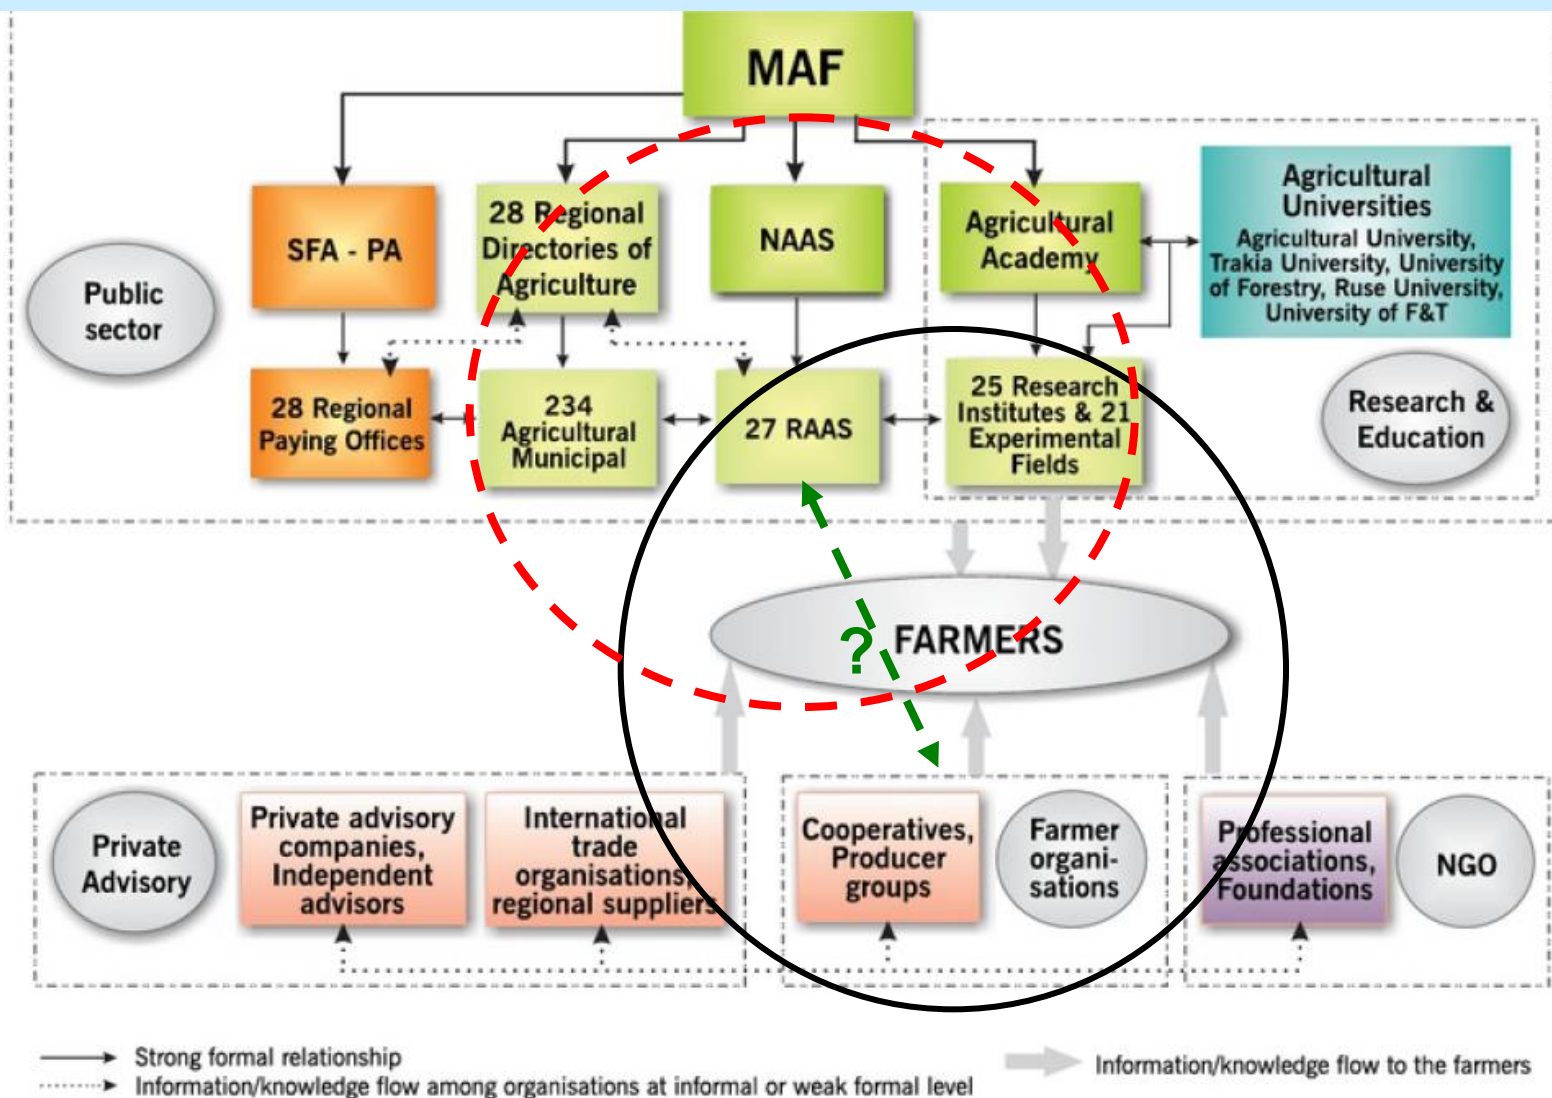 MAF
SFA - PA
28 Regional
Directories of
Agriculture
NAAS
Agricultural
Academy
Agricultural
Universities
Agricultural University,
Trakia University, University
of Forestry, Ruse University,
University of F&T
Public
sector
28 Regional
Paying Offices
234
Agricultural
Municipal
27 RAAS
25 Research
Institutes & 21
Experimental
Fields
Research &
Education
?
FARMERS
Private
Advisory
Private advisory
companies,
Independent
advisors
International
trade
organisations,
regional suppliers
Cooperatives,
Producer
groups
Farmer
organi-
sations
Professional
associations,
Foundations
NGO
Strong formal relationship
Information/knowledge flow among organisations at informal or weak formal level
Information/knowledge flow to the farmers